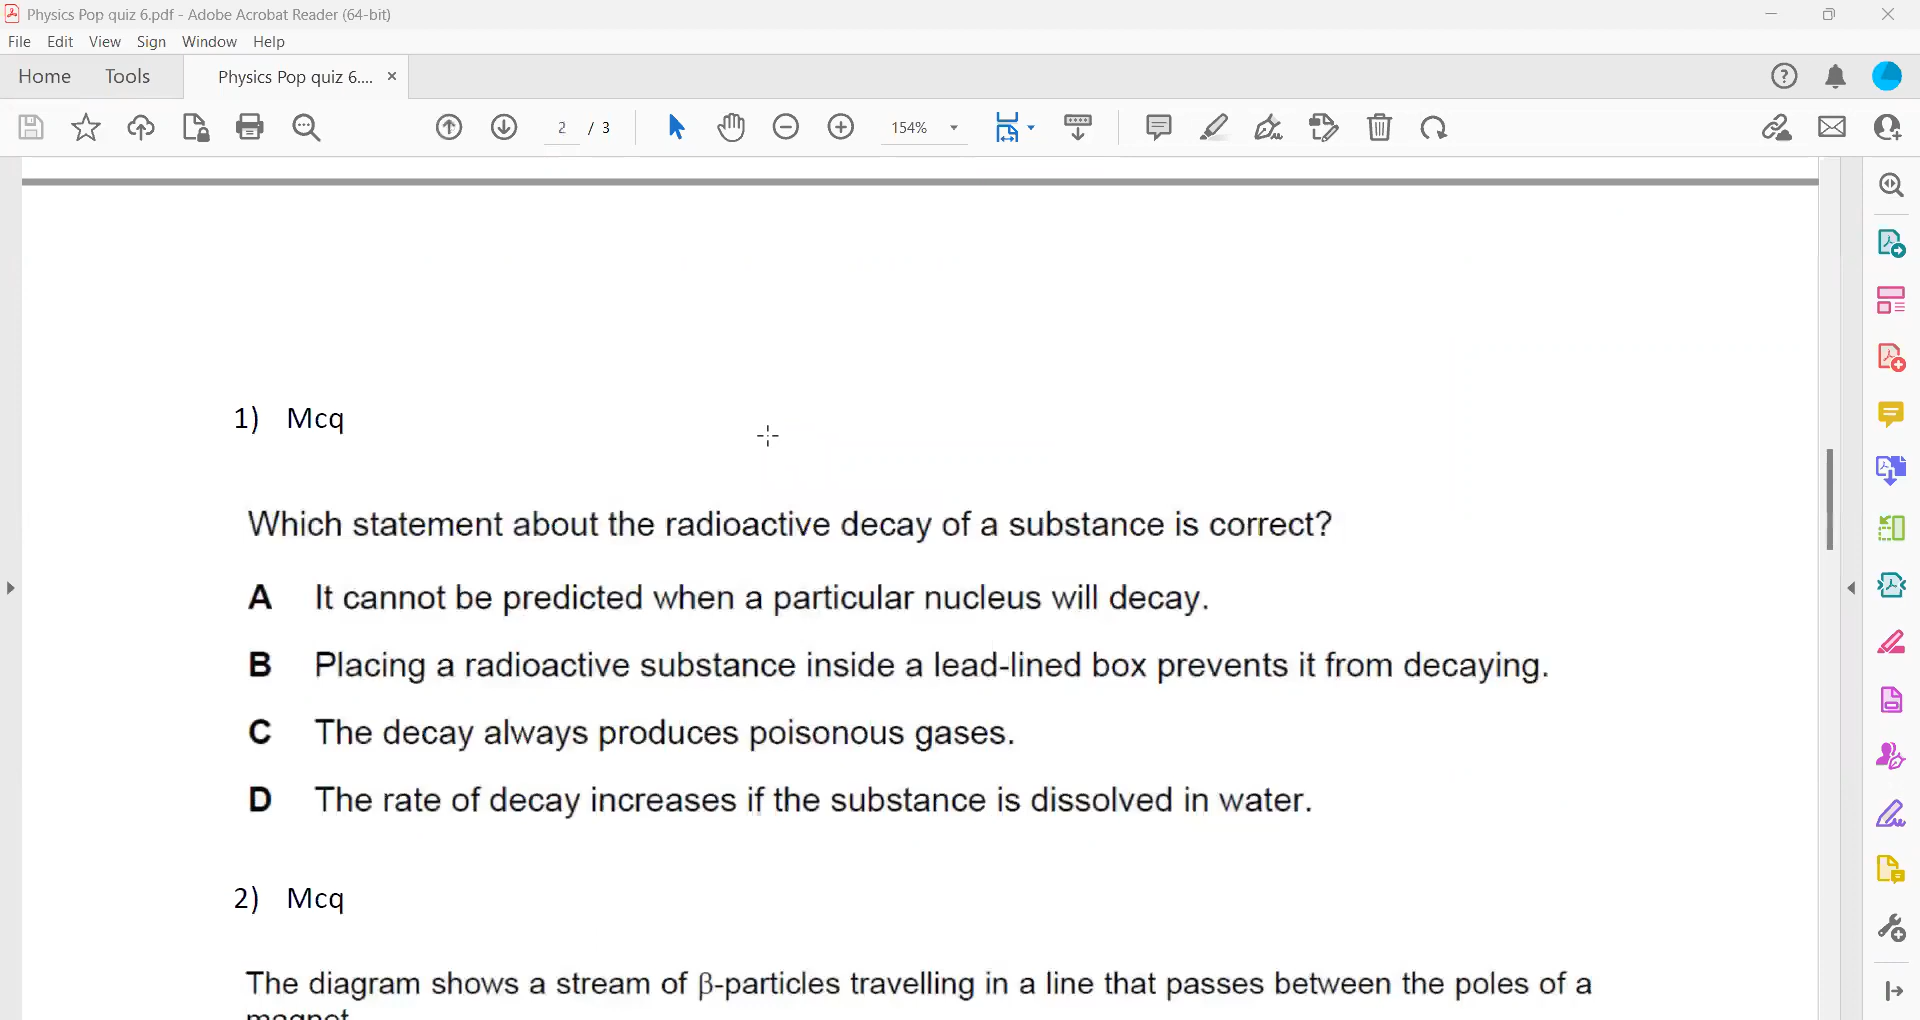 Physics Pop quiz 6.pdf - Adobe Acrobat Reader (64-bit)
File Edit View Sign Window Help
Home Tools Physics Pop quiz 6.... ×
2 / 3 154%
1) Mcq
Which statement about the radioactive decay of a substance is correct?
A It cannot be predicted when a particular nucleus will decay.
B Placing a radioactive substance inside a lead-lined box prevents it from decaying.
C The decay always produces poisonous gases.
D The rate of decay increases if the substance is dissolved in water.
2) Mcq
The diagram shows a stream of β-particles travelling in a line that passes between the poles of a
magnet